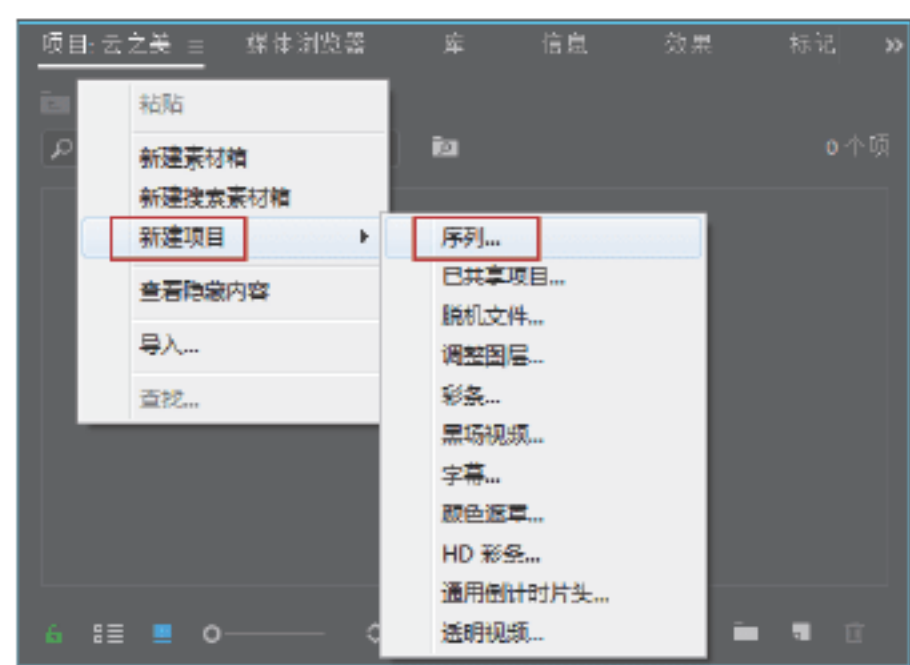 项目: 云之美 ≡ 媒体浏览器 库 信息 效果 标记 »
粘贴
0 个项
新建素材箱
新建搜索素材箱
新建项目
序列...
已共享项目...
查看隐藏内容
脱机文件...
导入...
调整图层...
查找...
彩条...
黑场视频...
字幕...
颜色遮罩...
HD 彩条...
通用倒计时片头...
透明视频...